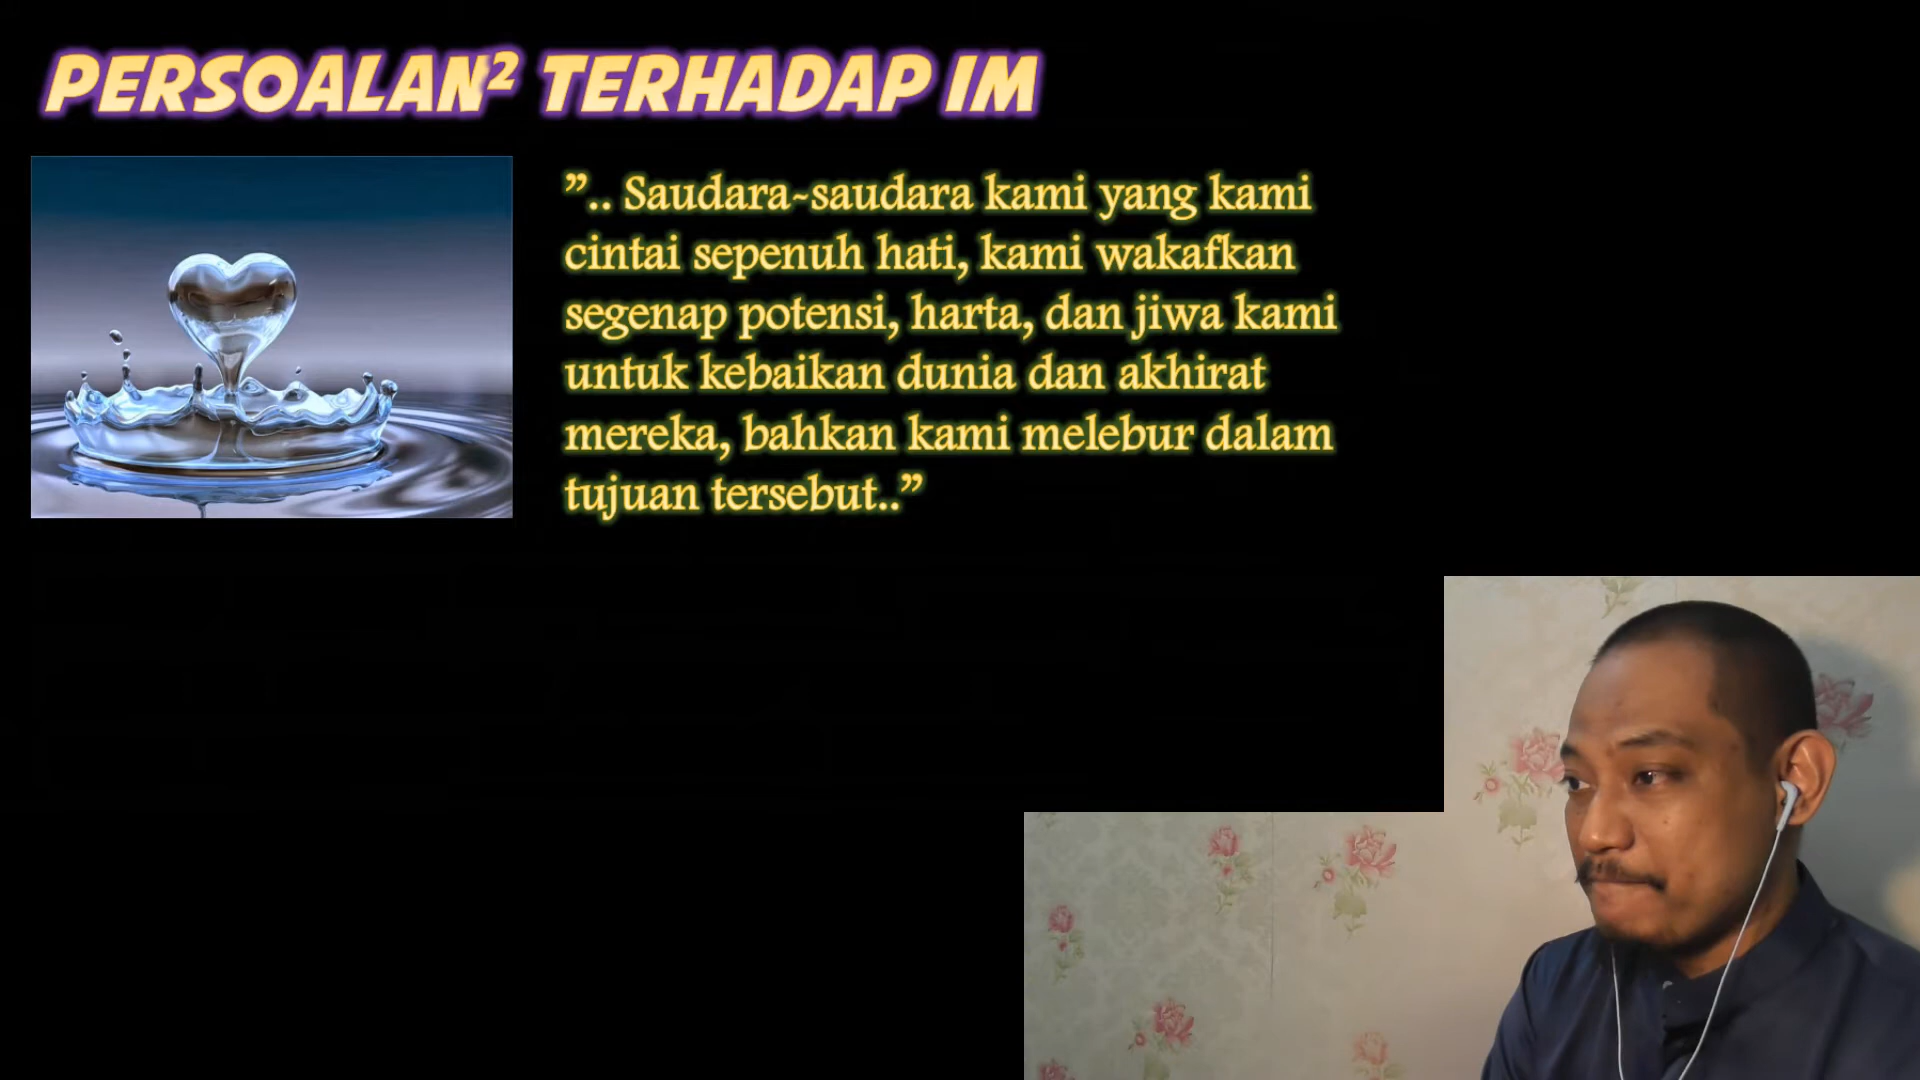 PERSOALAN² TERHADAP IM
”.. Saudara-saudara kami yang kami
cintai sepenuh hati, kami wakafkan
segenap potensi, harta, dan jiwa kami
untuk kebaikan dunia dan akhirat
mereka, bahkan kami melebur dalam
tujuan tersebut..”